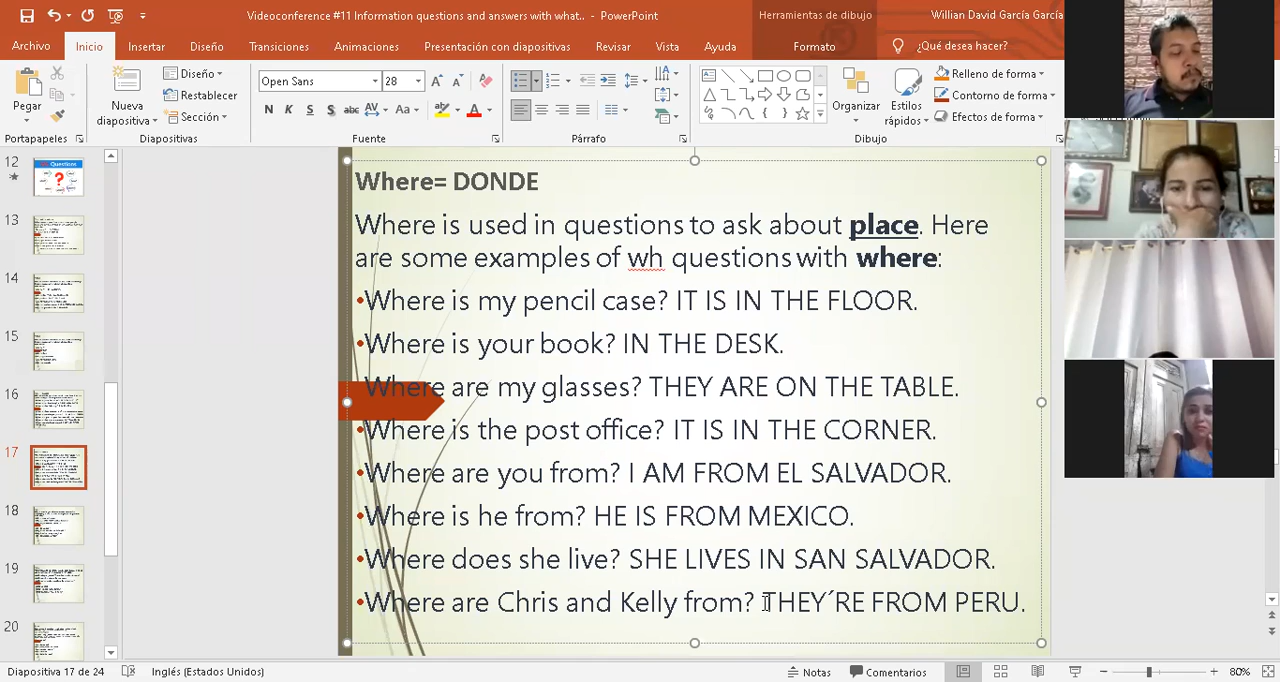 Videoconference #11 Information questions and answers with what.. - PowerPoint
Herramientas de dibujo
Willian David García García
Archivo Inicio Insertar Diseño Transiciones Animaciones Presentación con diapositivas Revisar Vista Ayuda Formato ¿Qué desea hacer?
Pegar
Nueva diapositiva
Diseño
Restablecer
Sección
Open Sans 28
N K S S abc AV Aa A
Organizar
Estilos rápidos
Relleno de forma
Contorno de forma
Efectos de forma
Portapapeles Diapositivas Fuente Párrafo Dibujo
12
13
14
15
16
17
18
19
20
Questions
Where= DONDE
Where is used in questions to ask about place. Here
are some examples of wh questions with where:
•Where is my pencil case? IT IS IN THE FLOOR.
•Where is your book? IN THE DESK.
Where are my glasses? THEY ARE ON THE TABLE.
•Where is the post office? IT IS IN THE CORNER.
•Where are you from? I AM FROM EL SALVADOR.
•Where is he from? HE IS FROM MEXICO.
•Where does she live? SHE LIVES IN SAN SALVADOR.
•Where are Chris and Kelly from? THEY´RE FROM PERU.
Diapositiva 17 de 24 Inglés (Estados Unidos) Notas Comentarios 80%